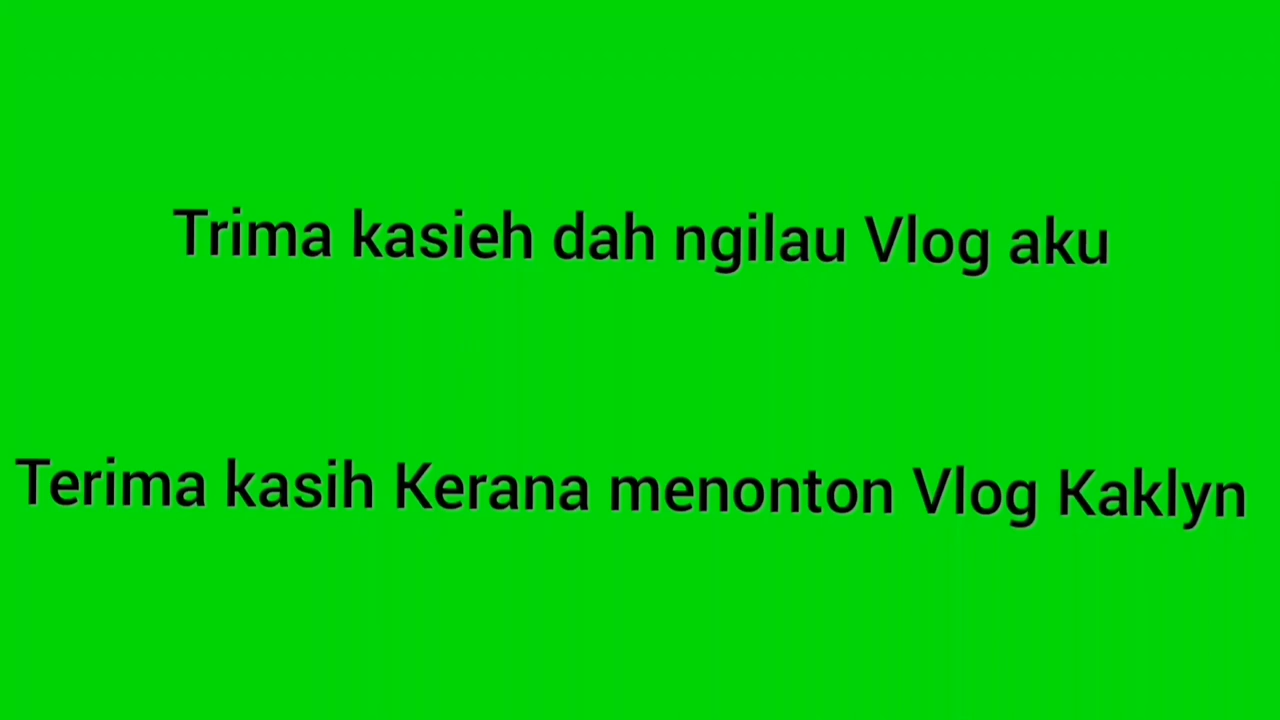 Trima kasieh dah ngilau Vlog aku
Terima kasih Kerana menonton Vlog Kaklyn